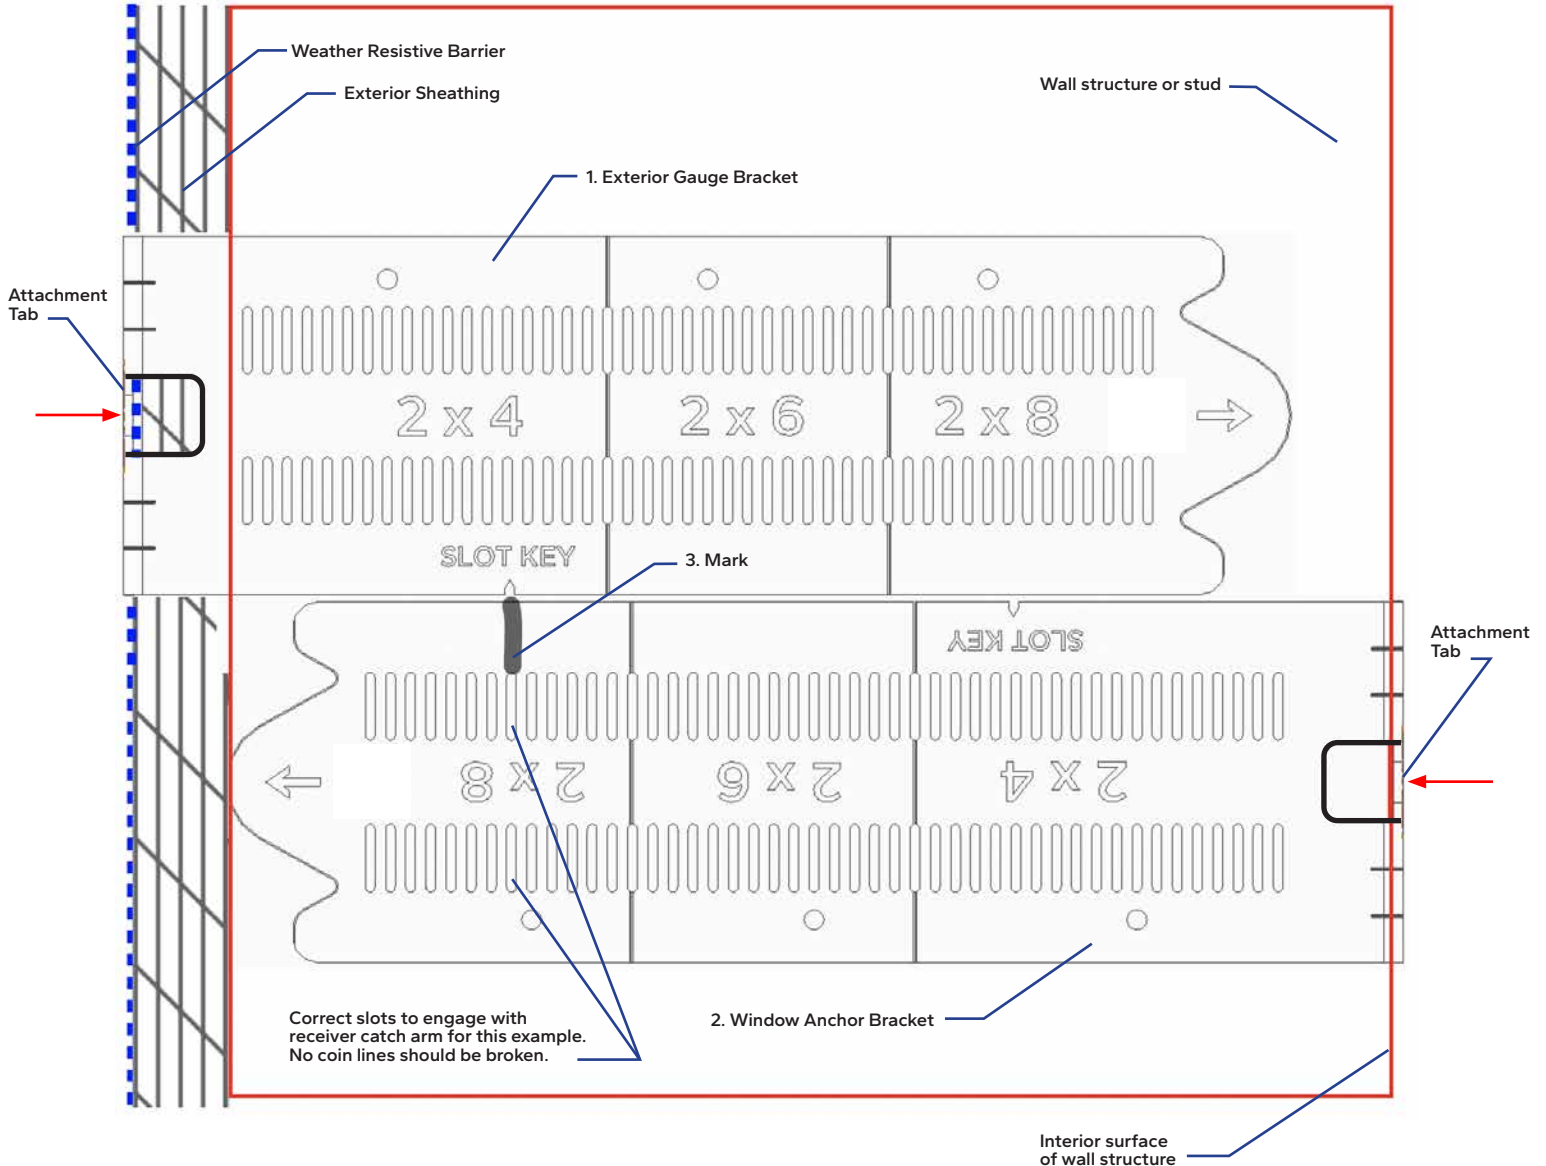 Weather Resistive Barrier
Exterior Sheathing
Wall structure or stud
1. Exterior Gauge Bracket
Attachment
Tab
2 x 4
2 x 6
2 x 8
SLOT KEY
3. Mark
SLOT KEY
Attachment
Tab
2 x 8
2 x 6
2 x 4
Correct slots to engage with
receiver catch arm for this example.
No coin lines should be broken.
2. Window Anchor Bracket
Interior surface
of wall structure